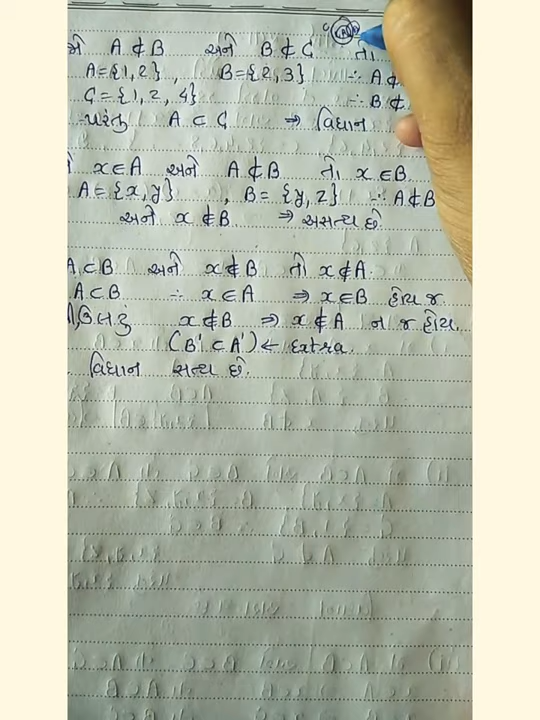 A ⊄ B અને B ⊄ C તો
A={1,2} , B={2,3} ∴ A ⊄
C={1,2,4} ∴ B ⊄
પરંતુ A ⊂ C ⇒ વિધાન
x∈A અને A⊄B તો x∈B
A={x,y} , B={y,z} ∴ A⊄B
અને x∉B ⇒ અસત્ય છે
A⊂B અને x∉B તો x∉A.
A⊂B ∴ x∈A ⇒ x∈B હોય જ
x∉B ⇒ x∉A ન જ હોય.
(B'⊂A') ← Extra.
વિધાન સત્ય છે.